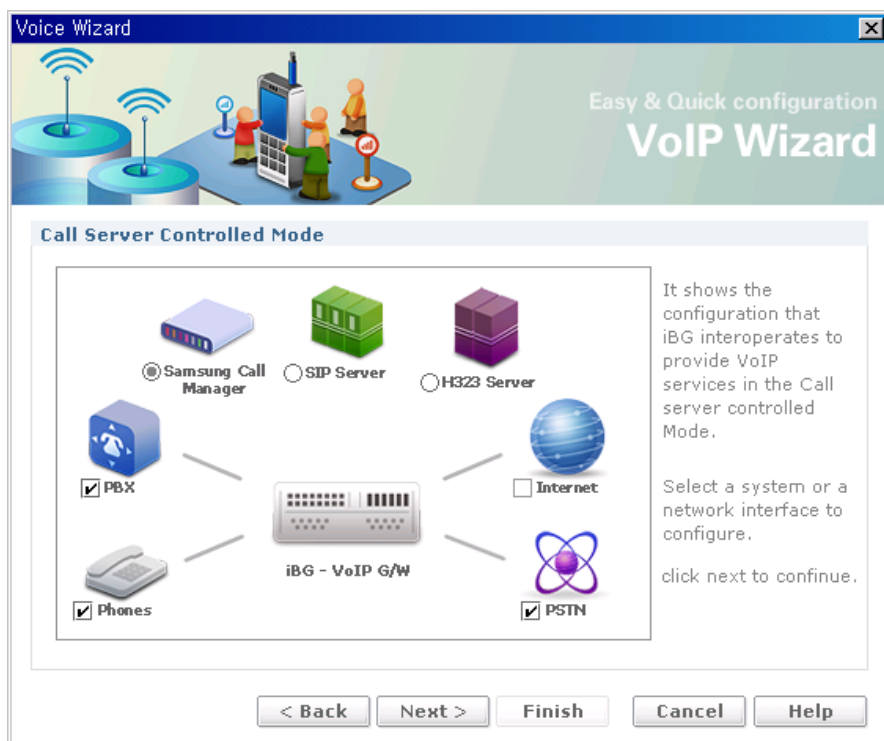 Voice Wizard
Easy & Quick configuration
VoIP Wizard
Call Server Controlled Mode
Samsung Call
Manager
SIP Server
H323 Server
PBX
Internet
iBG - VoIP G/W
Phones
PSTN
It shows the
configuration that
iBG interoperates to
provide VoIP
services in the Call
server controlled
Mode.
Select a system or a
network interface to
configure.
click next to continue.
< Back
Next >
Finish
Cancel
Help